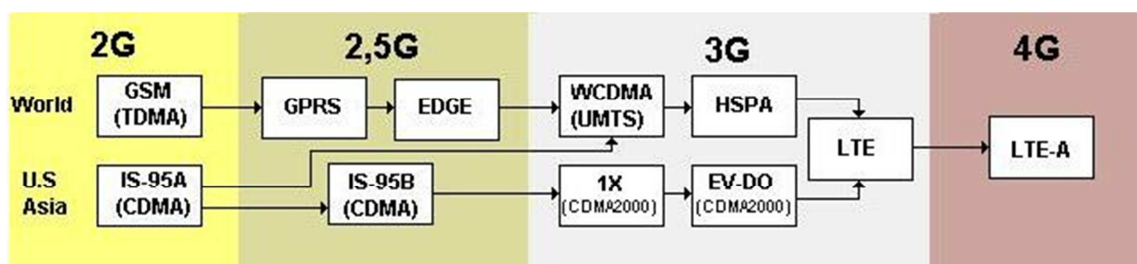 2G
2,5G
3G
4G
World
GSM
(TDMA)
GPRS
EDGE
WCDMA
(UMTS)
HSPA
LTE
LTE-A
U.S
Asia
IS-95A
(CDMA)
IS-95B
(CDMA)
1X
(CDMA2000)
EV-DO
(CDMA2000)